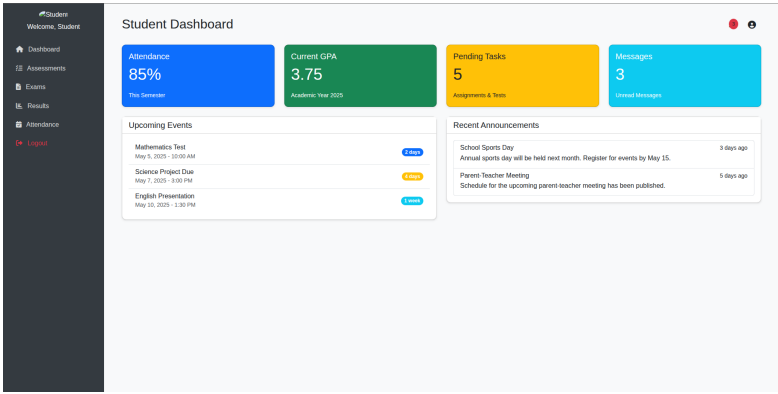 Student
Welcome, Student
Dashboard
Assessments
Exams
Results
Attendance
Logout
Student Dashboard
Attendance
85%
This Semester
Current GPA
3.75
Academic Year 2025
Pending Tasks
5
Assignments & Tests
Messages
3
Unread Messages
Upcoming Events
Mathematics Test
May 5, 2025 - 10:00 AM
2 days
Science Project Due
May 7, 2025 - 3:00 PM
4 days
English Presentation
May 10, 2025 - 1:30 PM
1 week
Recent Announcements
School Sports Day
3 days ago
Annual sports day will be held next month. Register for events by May 15.
Parent-Teacher Meeting
5 days ago
Schedule for the upcoming parent-teacher meeting has been published.